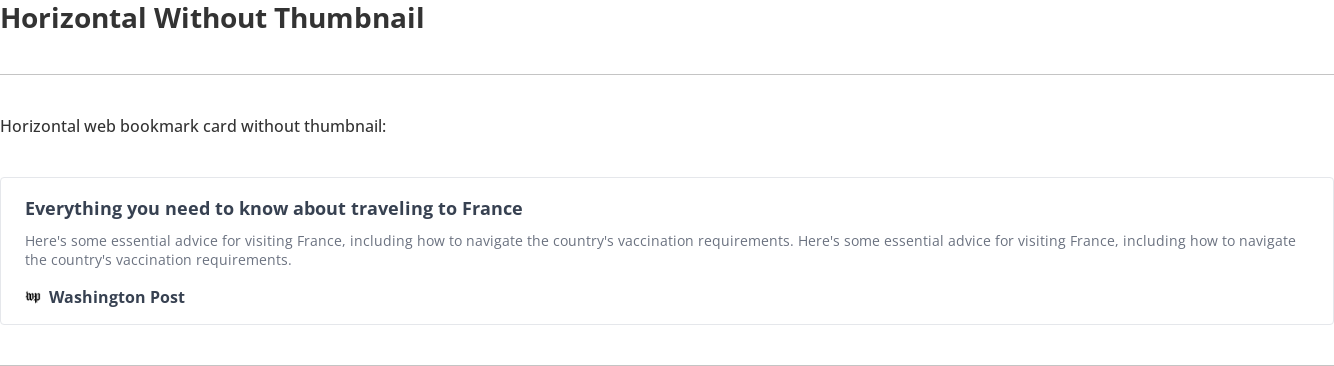 Horizontal Without Thumbnail
Horizontal web bookmark card without thumbnail:
Everything you need to know about traveling to France
Here's some essential advice for visiting France, including how to navigate the country's vaccination requirements. Here's some essential advice for visiting France, including how to navigate
the country's vaccination requirements.
wp Washington Post